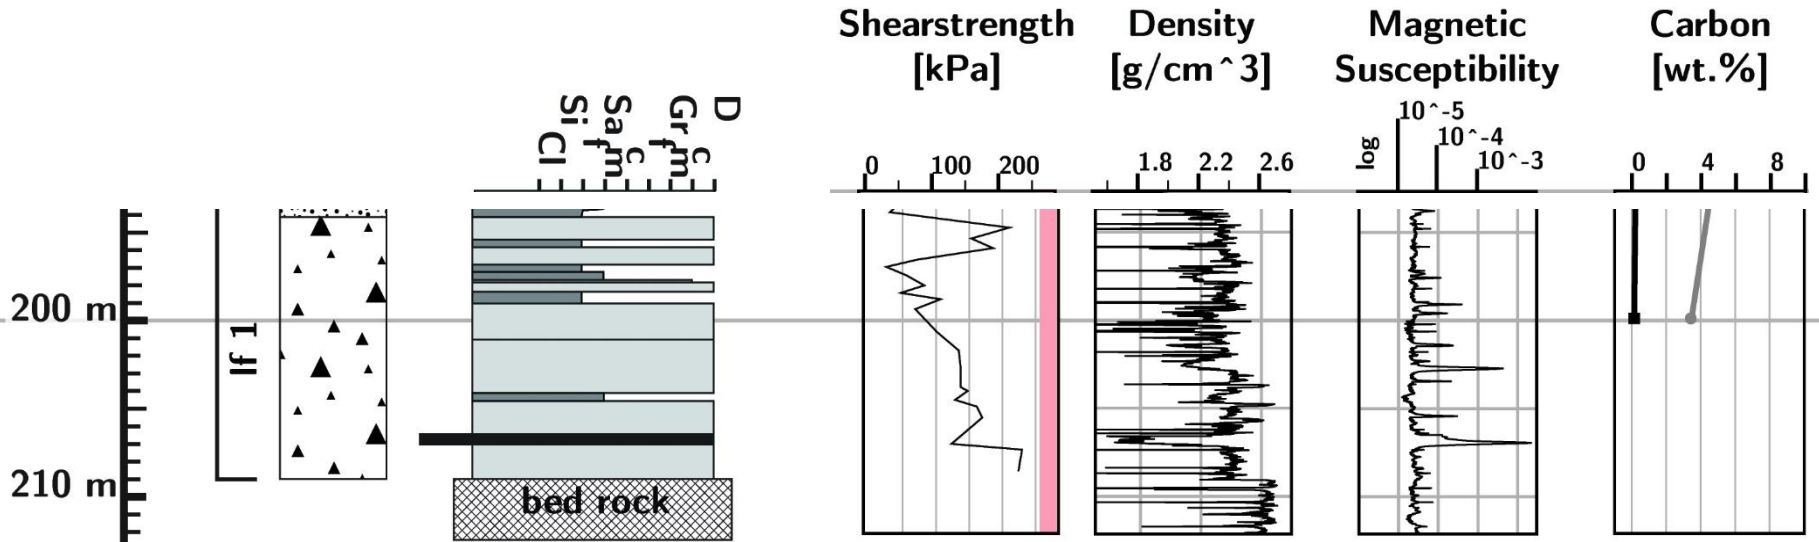 Shearstrength
[kPa]
Density
[g/cm^3]
Magnetic
Susceptibility
Carbon
[wt.%]
Cl
Si
f
Sa m
c
f
Gr m
c
D
0 100 200
1.8 2.2 2.6
log
10^-5
10^-4
10^-3
0 4 8
200 m
lf 1
210 m
bed rock